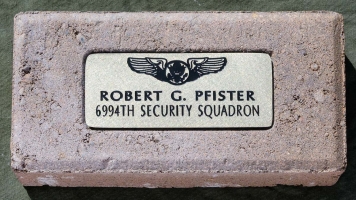 ROBERT G. PFISTER
6994TH SECURITY SQUADRON